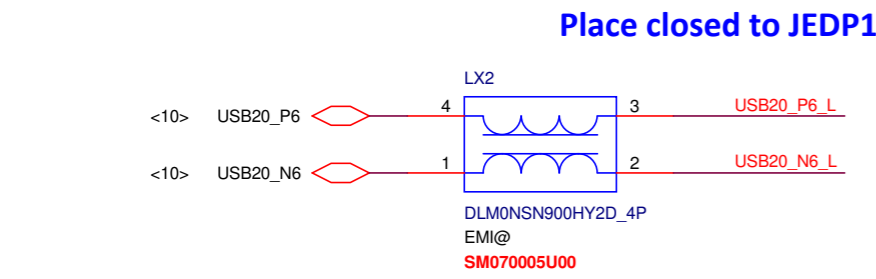 Place closed to JEDP1
LX2
<10> USB20_P6 4 3 USB20_P6_L
<10> USB20_N6 1 2 USB20_N6_L
DLM0NSN900HY2D_4P
EMI@
SM070005U00